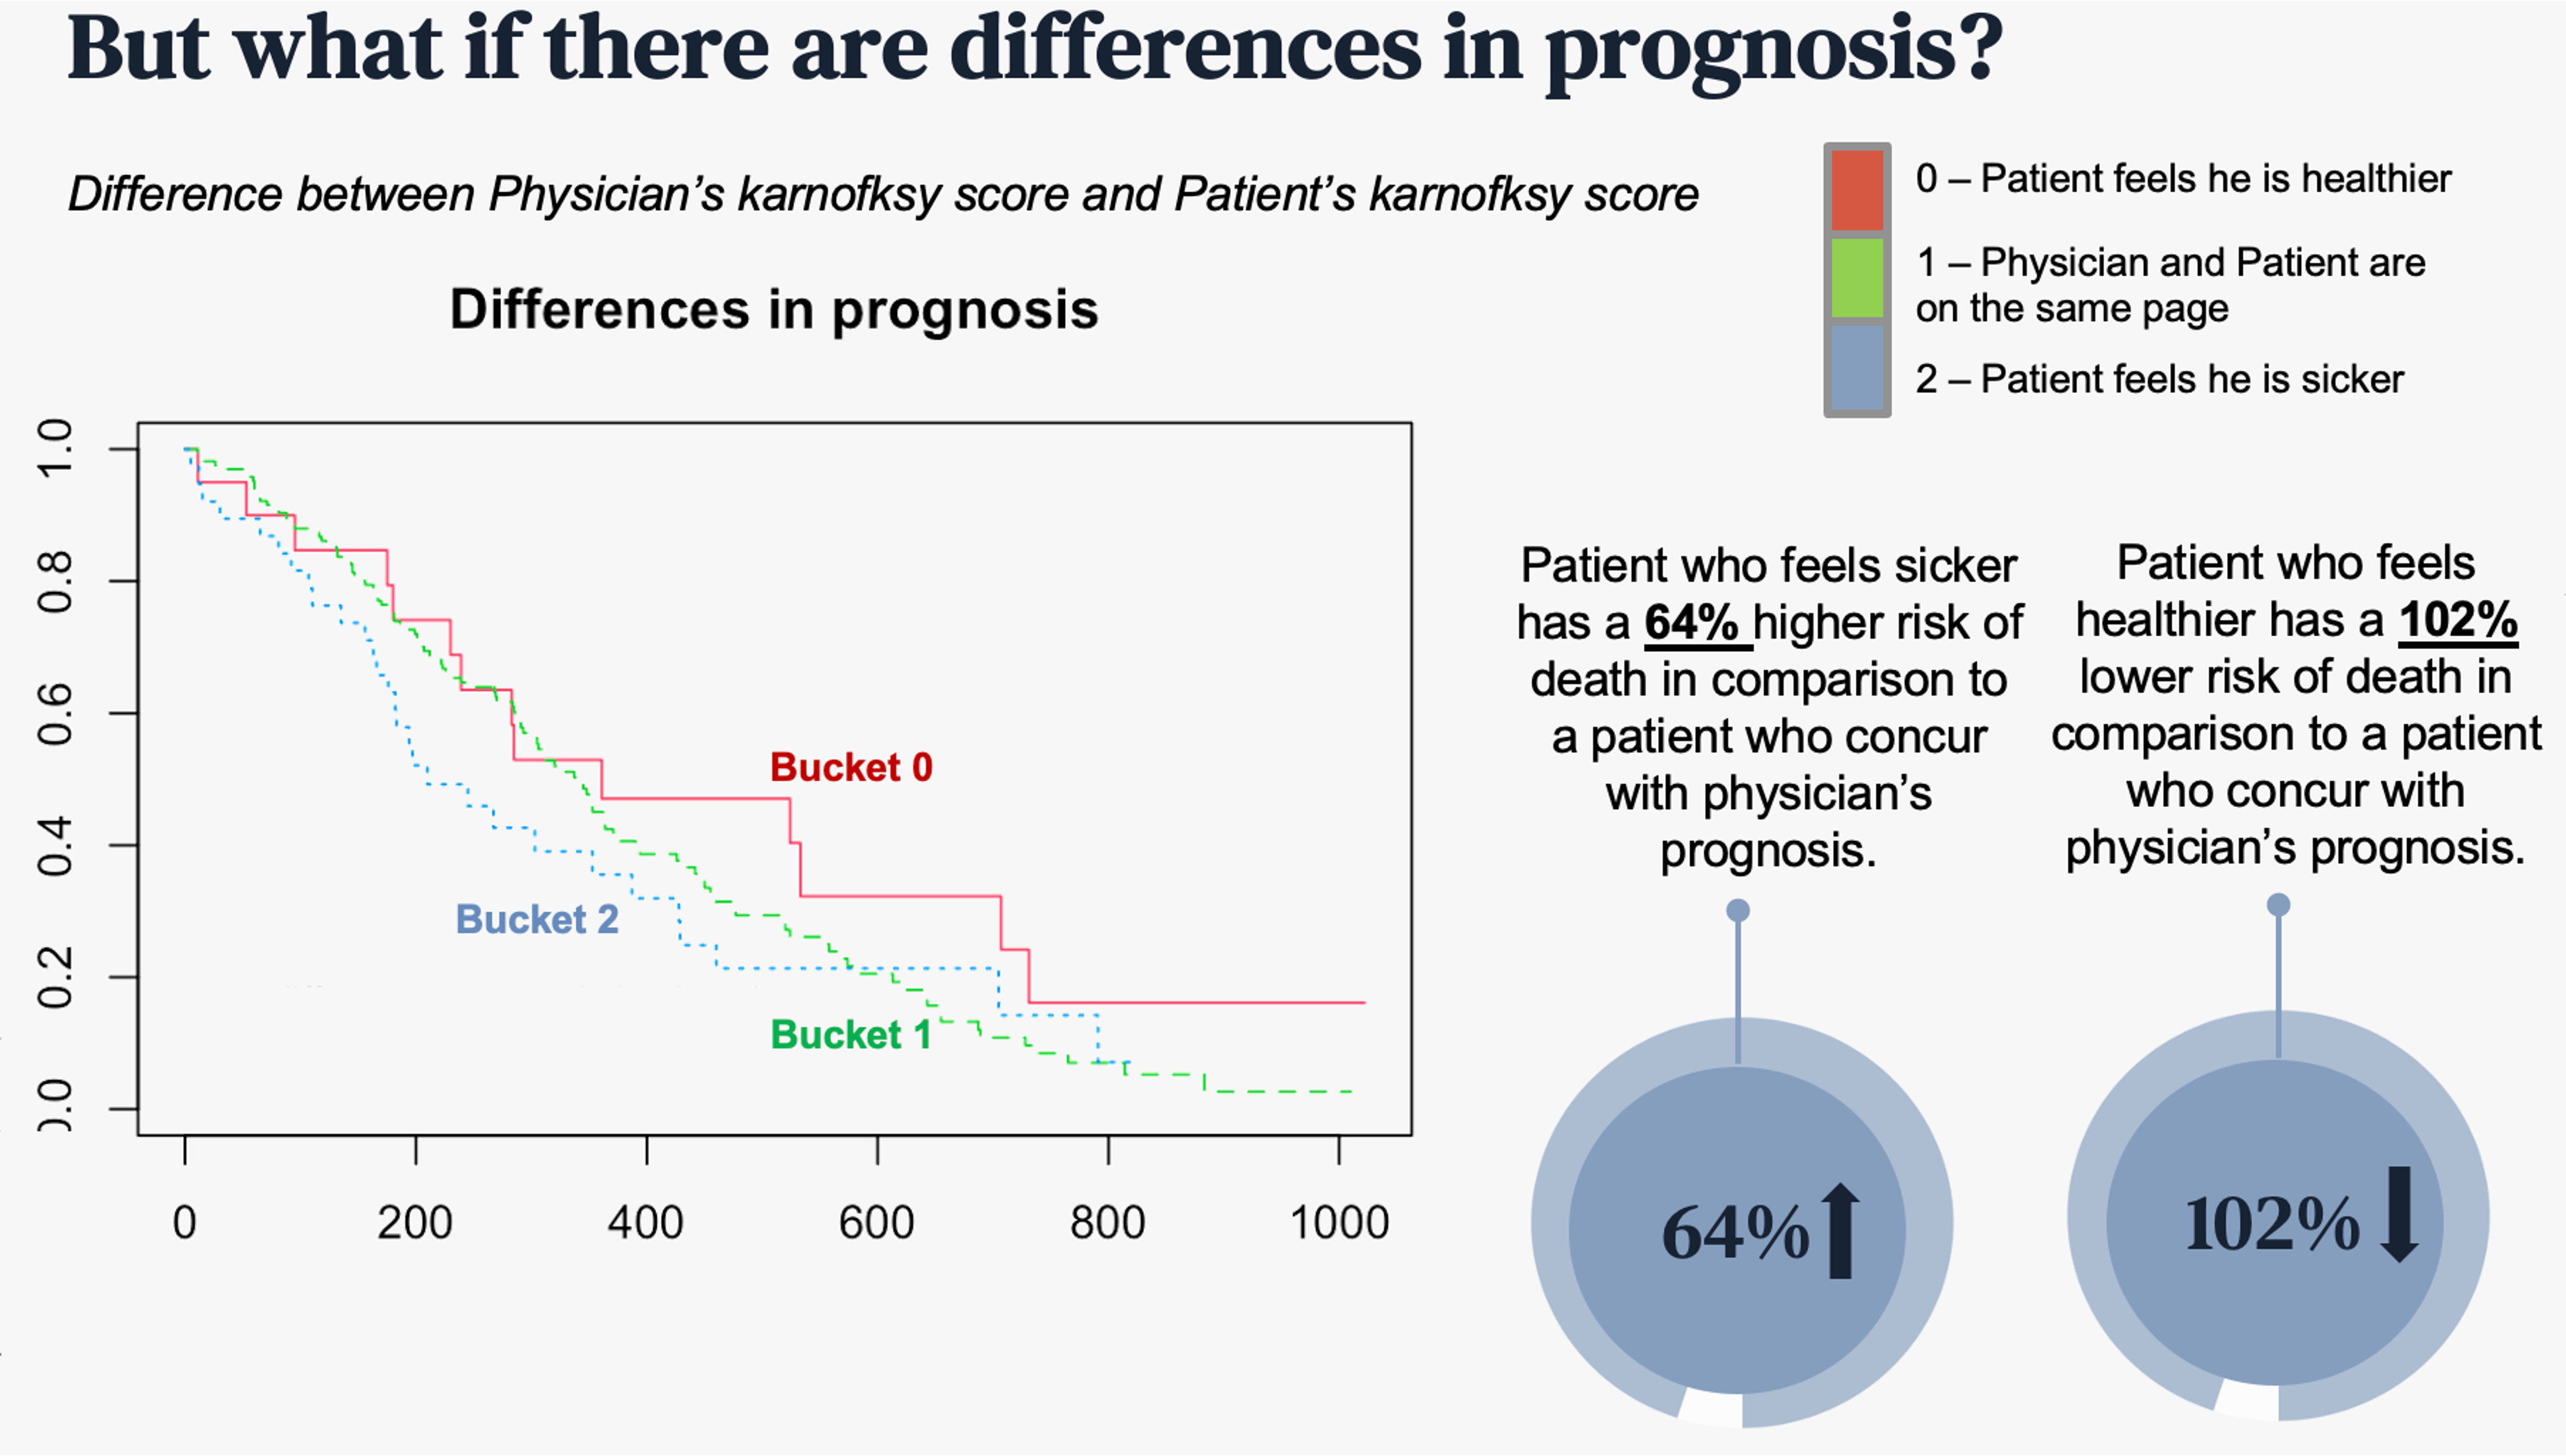 But what if there are differences in prognosis?
Difference between Physician's karnofksy score and Patient's karnofksy score
0 – Patient feels he is healthier
1 – Physician and Patient are
on the same page
2 – Patient feels he is sicker
Differences in prognosis
1.0
0.8
0.6
0.4
0.2
0.0
0 200 400 600 800 1000
Bucket 0
Bucket 2
Bucket 1
Patient who feels sicker
has a 64% higher risk of
death in comparison to
a patient who concur
with physician's
prognosis.
64%
Patient who feels
healthier has a 102%
lower risk of death in
comparison to a patient
who concur with
physician's prognosis.
102%